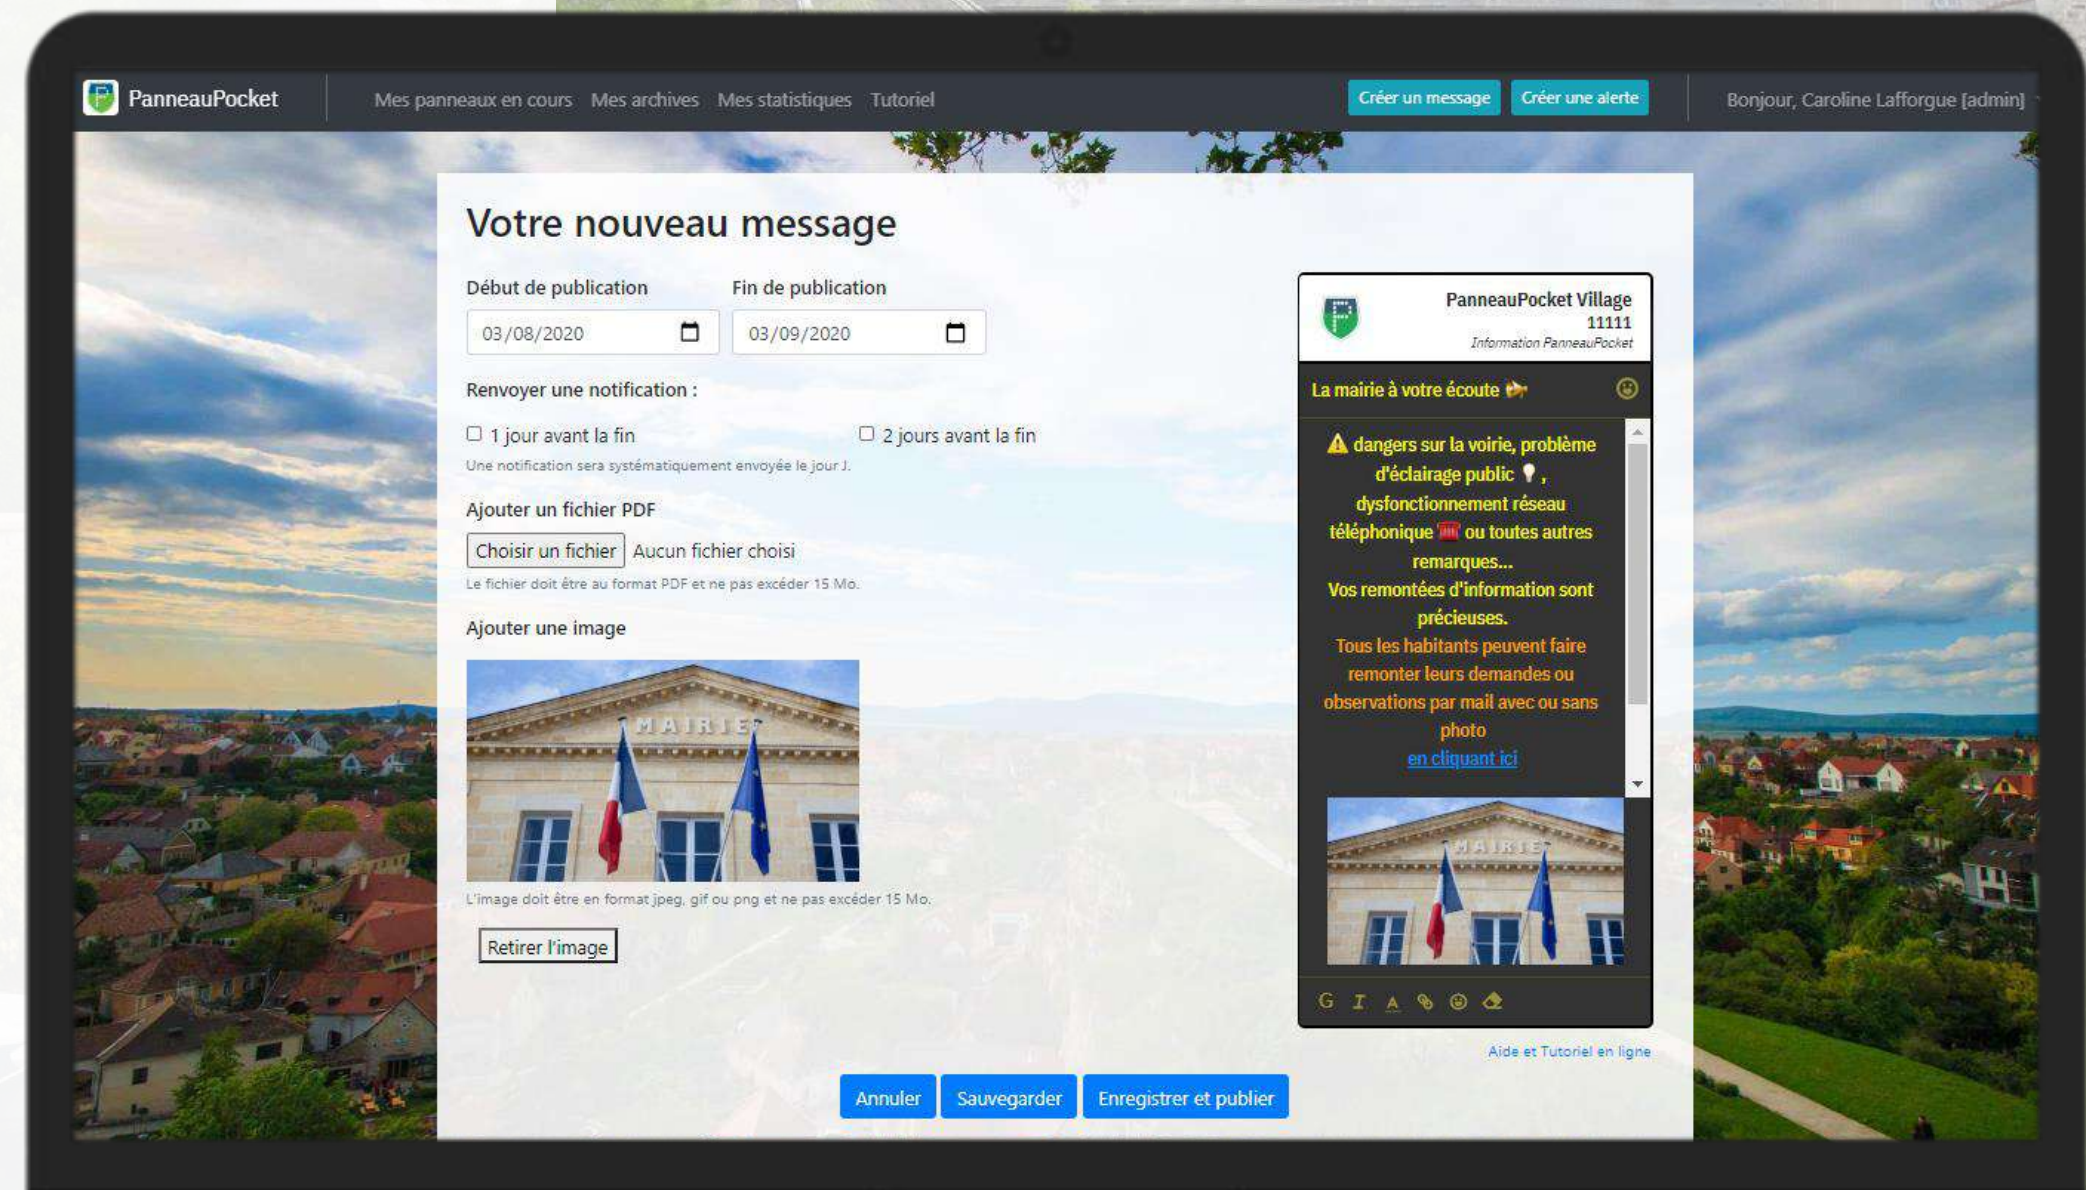 PanneauPocket
Mes panneaux en cours Mes archives Mes statistiques Tutoriel
Créer un message Créer une alerte
Bonjour, Caroline Lafforgue [admin]
Votre nouveau message
Début de publication Fin de publication
03/08/2020 03/09/2020
Renvoyer une notification :
1 jour avant la fin 2 jours avant la fin
Une notification sera systématiquement envoyée le jour J.
Ajouter un fichier PDF
Choisir un fichier Aucun fichier choisi
Le fichier doit être au format PDF et ne pas excéder 15 Mo.
Ajouter une image
MAIRIE
L'image doit être en format jpeg, gif ou png et ne pas excéder 15 Mo.
Retirer l'image
PanneauPocket Village
11111
Information PanneauPocket
La mairie à votre écoute
⚠ dangers sur la voirie, problème
d'éclairage public 💡 ,
dysfonctionnement réseau
téléphonique ☎ ou toutes autres
remarques...
Vos remontées d'information sont
précieuses.
Tous les habitants peuvent faire
remonter leurs demandes ou
observations par mail avec ou sans
photo
en cliquant ici
MAIRIE
G I A
Aide et Tutoriel en ligne
Annuler Sauvegarder Enregistrer et publier